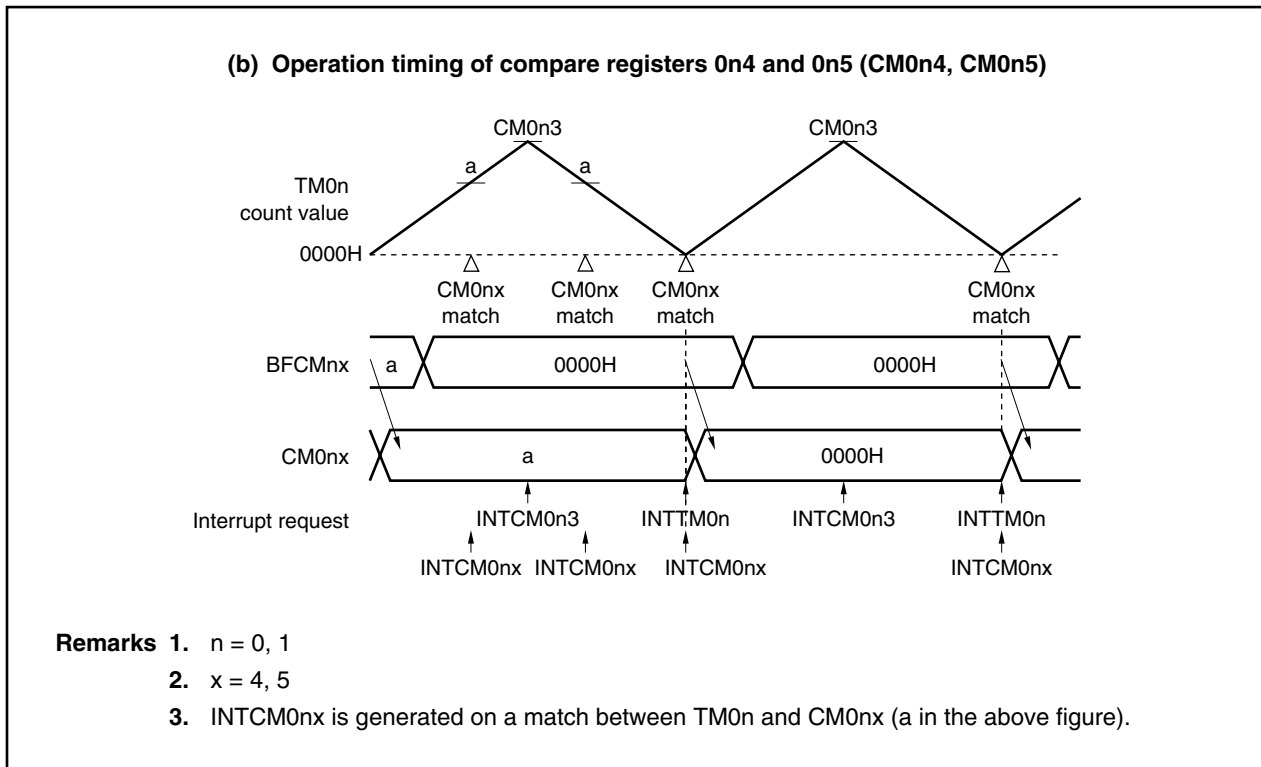 (b) Operation timing of compare registers 0n4 and 0n5 (CM0n4, CM0n5)
CM0n3 CM0n3
a a
TM0n
count value
0000H
CM0nx CM0nx CM0nx CM0nx
match match match match
BFCMnx a 0000H 0000H
CM0nx a 0000H
Interrupt request INTCM0n3 INTTM0n INTCM0n3 INTTM0n
INTCM0nx INTCM0nx INTCM0nx INTCM0nx
Remarks 1. n = 0, 1
2. x = 4, 5
3. INTCM0nx is generated on a match between TM0n and CM0nx (a in the above figure).